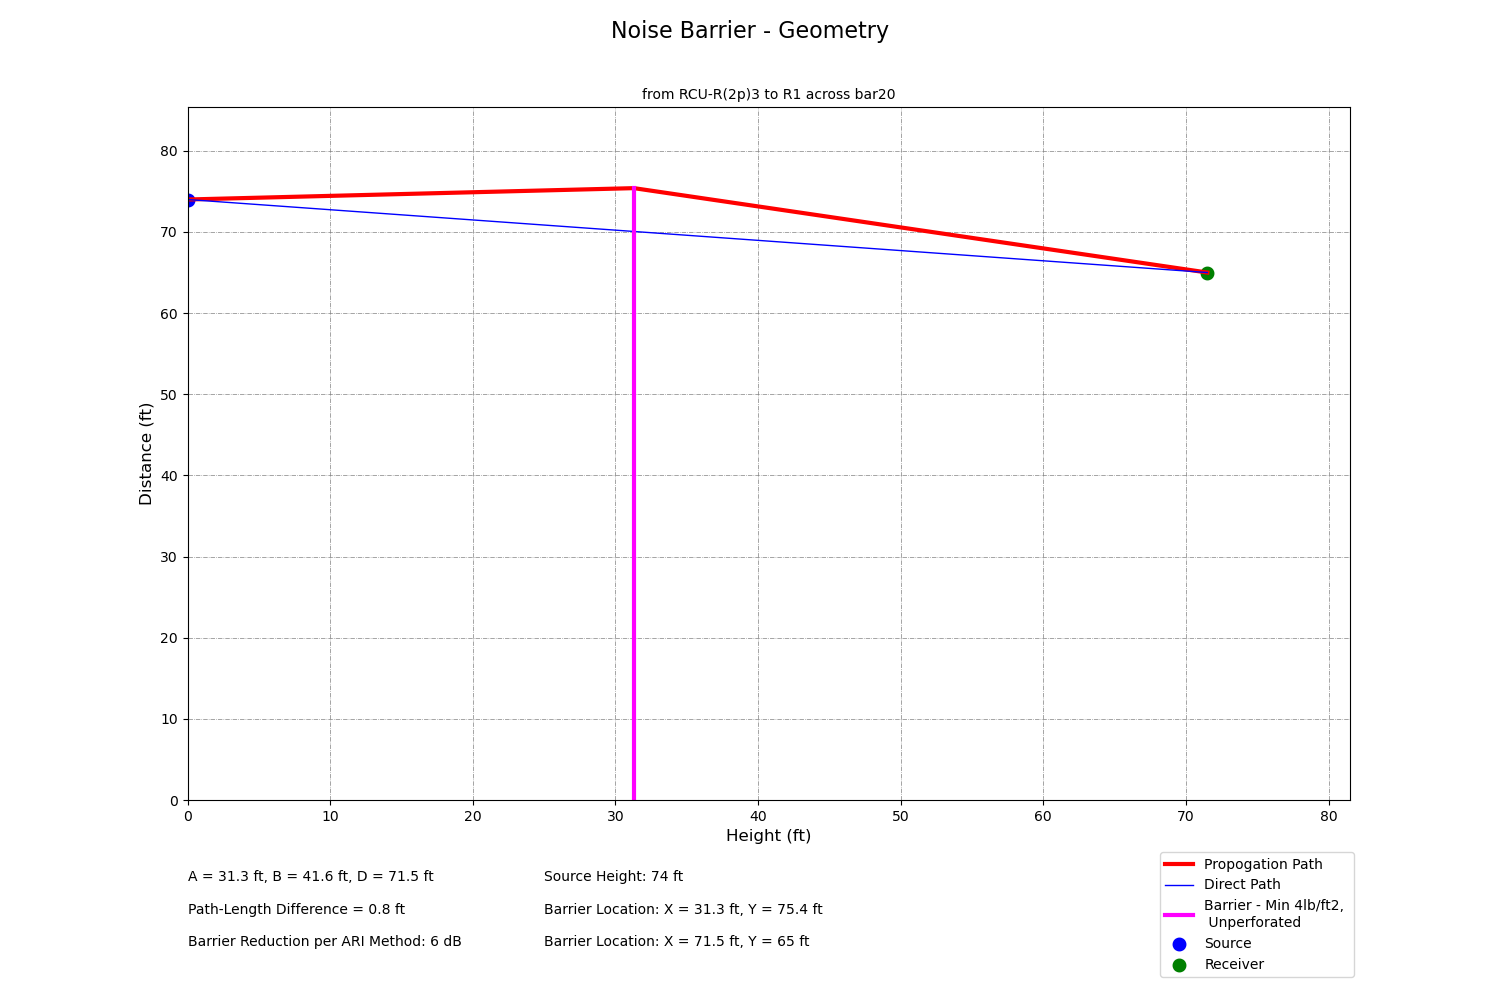 Noise Barrier - Geometry
from RCU-R(2p)3 to R1 across bar20
80
70
60
50
40
30
20
10
0
Distance (ft)
0 10 20 30 40 50 60 70 80
Height (ft)
A = 31.3 ft, B = 41.6 ft, D = 71.5 ft
Path-Length Difference = 0.8 ft
Barrier Reduction per ARI Method: 6 dB
Source Height: 74 ft
Barrier Location: X = 31.3 ft, Y = 75.4 ft
Barrier Location: X = 71.5 ft, Y = 65 ft
Propogation Path
Direct Path
Barrier - Min 4lb/ft2,
Unperforated
Source
Receiver